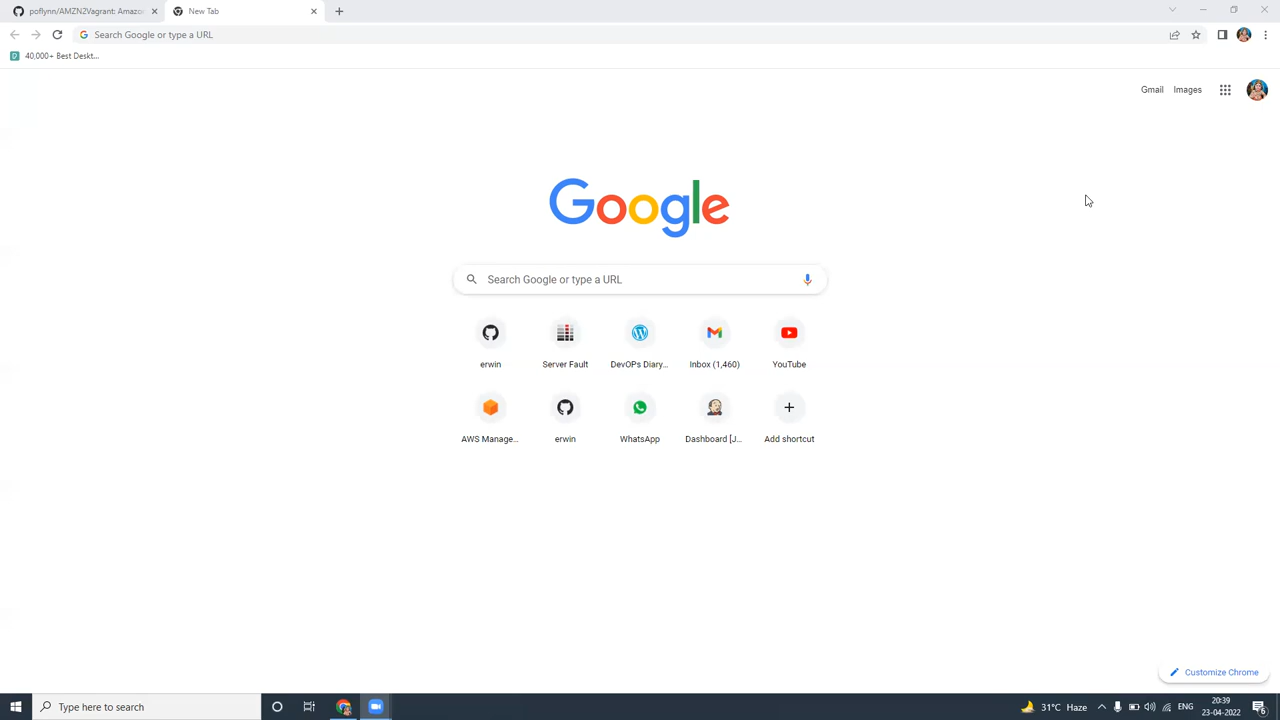 poflynn/AMZN2Vagrant: Amazo
New Tab
Search Google or type a URL
40,000+ Best Deskt...
Gmail Images
Google
Search Google or type a URL
erwin
Server Fault
DevOPs Diary...
Inbox (1,460)
YouTube
AWS Manage...
erwin
WhatsApp
Dashboard [J...
Add shortcut
Customize Chrome
Type here to search
31°C Haze
ENG
20:39
23-04-2022
6